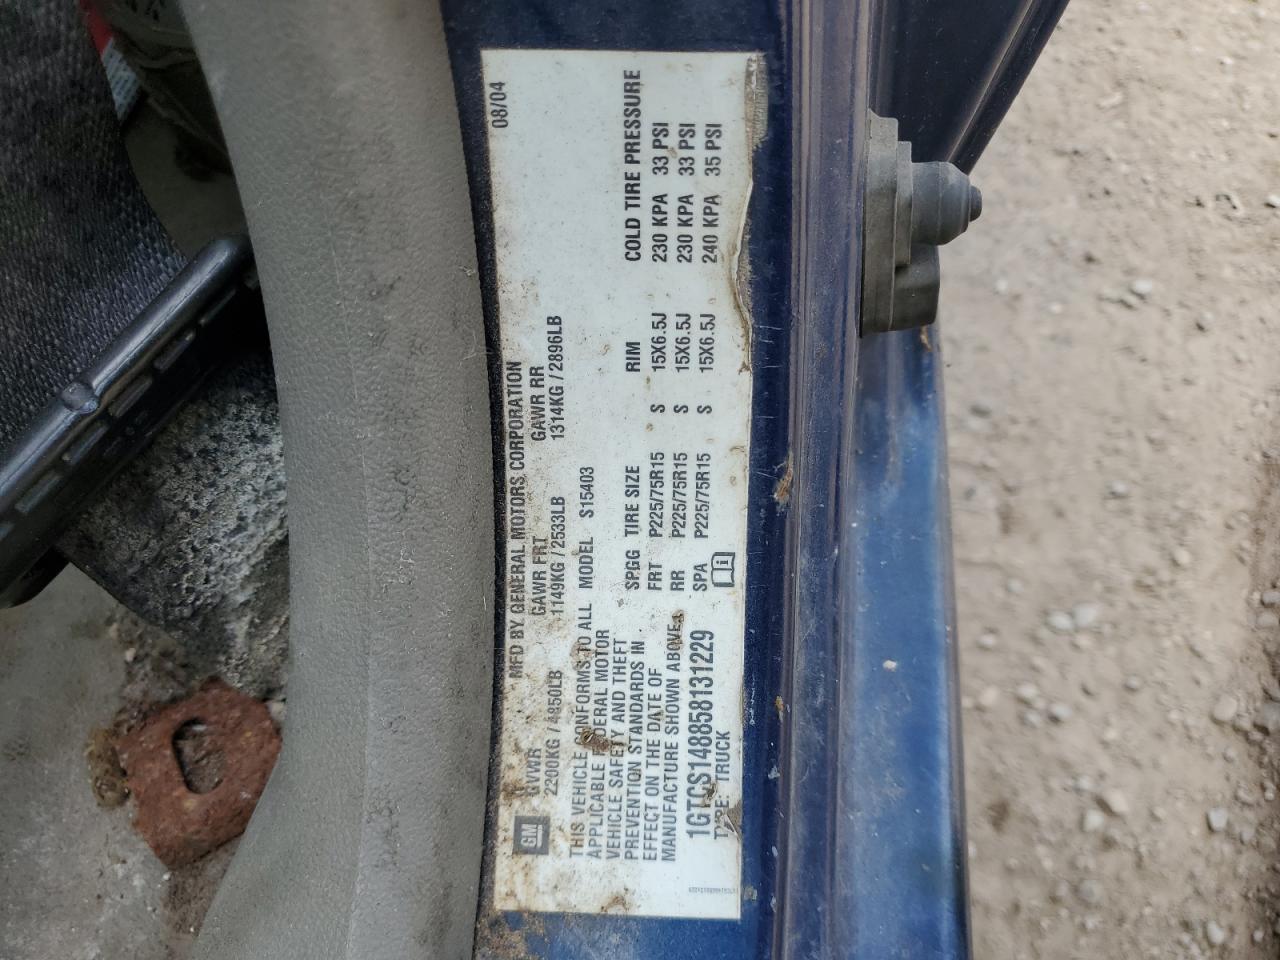 MFD BY GENERAL MOTORS CORPORATION 08/04
GM
GVWR GAWR FRT GAWR RR
2200KG / 4850LB 1149KG / 2533LB 1314KG / 2896LB
THIS VEHICLE CONFORMS TO ALL
APPLICABLE FEDERAL MOTOR
VEHICLE SAFETY AND THEFT
PREVENTION STANDARDS IN
EFFECT ON THE DATE OF
MANUFACTURE SHOWN ABOVE.
1GTCS148858131229
TYPE: TRUCK
MODEL S15403
SPGG TIRE SIZE RIM COLD TIRE PRESSURE
FRT P225/75R15 S 15X6.5J 230 KPA 33 PSI
RR P225/75R15 S 15X6.5J 230 KPA 33 PSI
SPA P225/75R15 S 15X6.5J 240 KPA 35 PSI